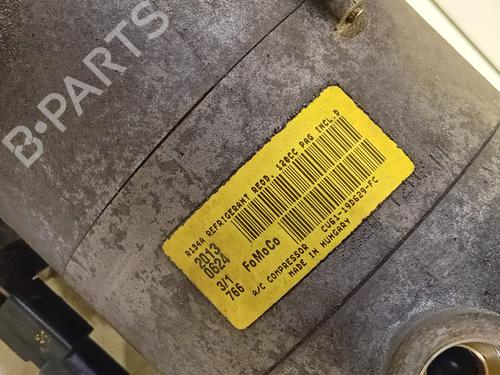 B-PARTS
R134A REFRIGERANT REQD. 120CC PAG INCL.D
2013
0624
3/1
766
FoMoCo
A/C COMPRESSOR CU61-19D629-FC
MADE IN HUNGARY